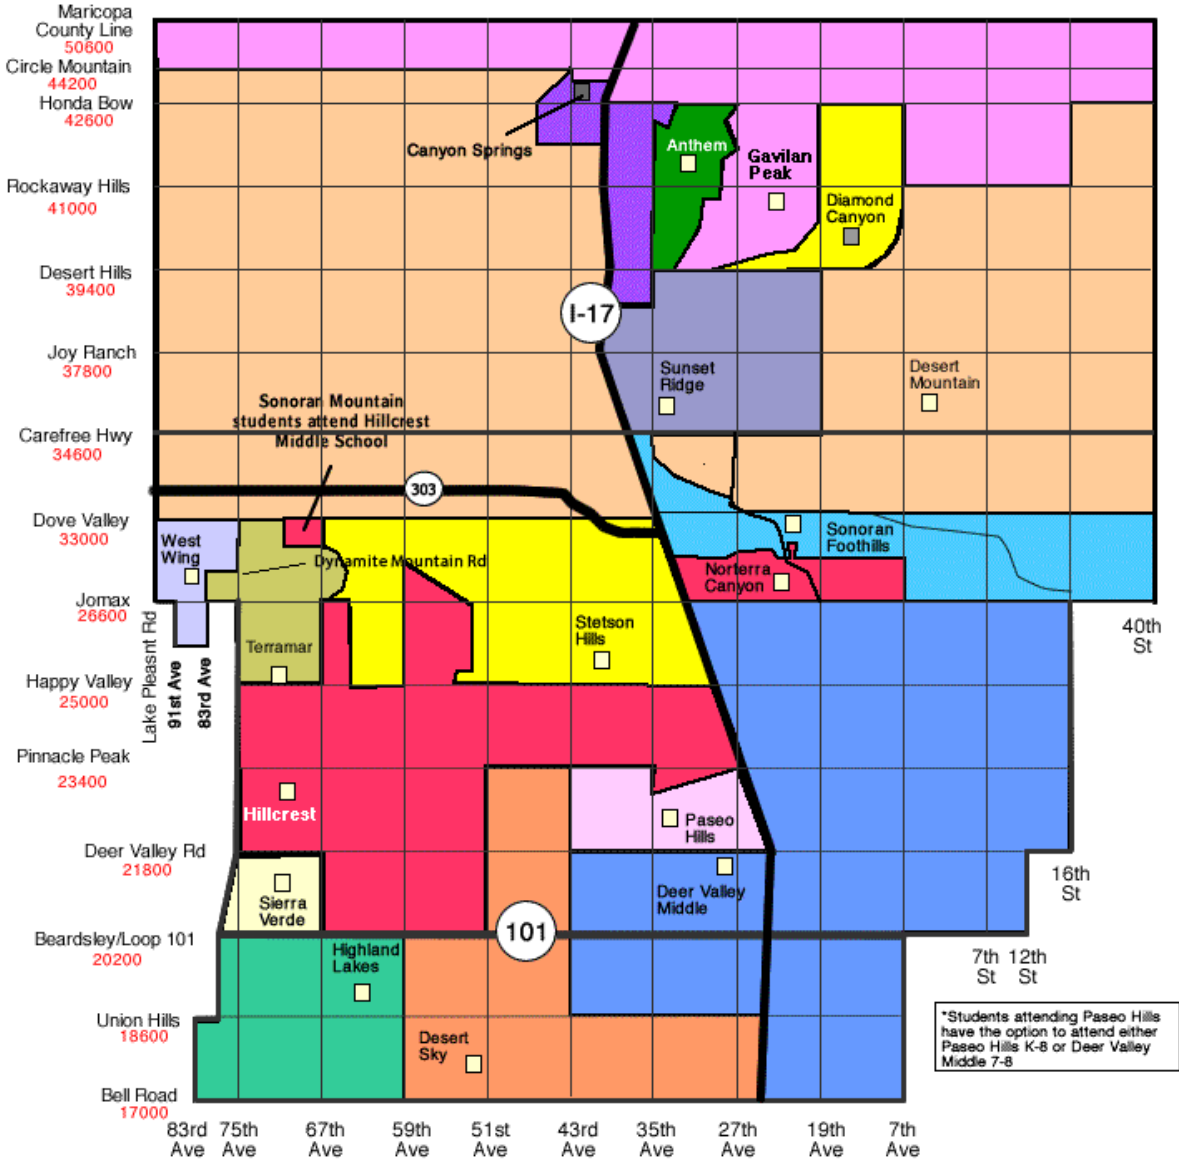 Maricopa
County Line
50600
Circle Mountain
44200
Honda Bow
42600
Canyon Springs
Anthem
Gavilan
Peak
Rockaway Hills
41000
Diamond
Canyon
Desert Hills
39400
I-17
Joy Ranch
37800
Sunset
Ridge
Desert
Mountain
Sonoran Mountain
students attend Hillcrest
Middle School
Carefree Hwy
34600
303
Dove Valley
33000
West
Wing
Sonoran
Foothills
Dynamite Mountain Rd
Norterra
Canyon
Jomax
26600
Lake Pleasnt Rd
91st Ave
83rd Ave
Terramar
Stetson
Hills
40th
St
Happy Valley
25000
Pinnacle Peak
23400
Hillcrest
Paseo
Hills
Deer Valley Rd
21800
16th
St
Sierra
Verde
Deer Valley
Middle
101
Beardsley/Loop 101
20200
Highland
Lakes
7th
St
12th
St
Union Hills
18600
Desert
Sky
*Students attending Paseo Hills
have the option to attend either
Paseo Hills K-8 or Deer Valley
Middle 7-8
Bell Road
17000
83rd
Ave
75th
Ave
67th
Ave
59th
Ave
51st
Ave
43rd
Ave
35th
Ave
27th
Ave
19th
Ave
7th
Ave